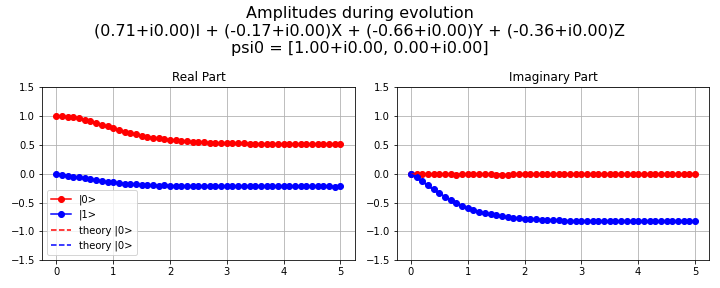 Amplitudes during evolution
(0.71+i0.00)I + (-0.17+i0.00)X + (-0.66+i0.00)Y + (-0.36+i0.00)Z
psi0 = [1.00+i0.00, 0.00+i0.00]
Real Part
1.5
1.0
0.5
0.0
−0.5
−1.0
−1.5
|0>
|1>
theory |0>
theory |0>
0 1 2 3 4 5
Imaginary Part
1.5
1.0
0.5
0.0
−0.5
−1.0
−1.5
0 1 2 3 4 5